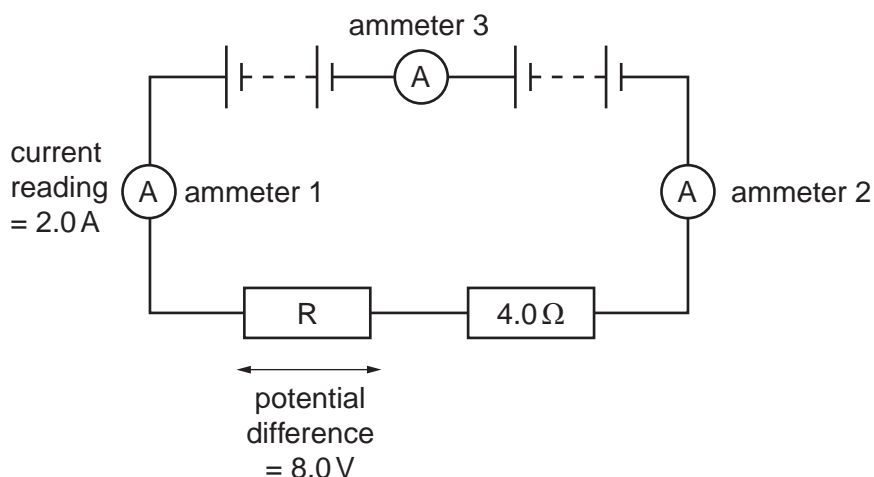 ammeter 3
A
current
reading
= 2.0 A
A
ammeter 1
A
ammeter 2
R
4.0 Ω
potential
difference
= 8.0 V